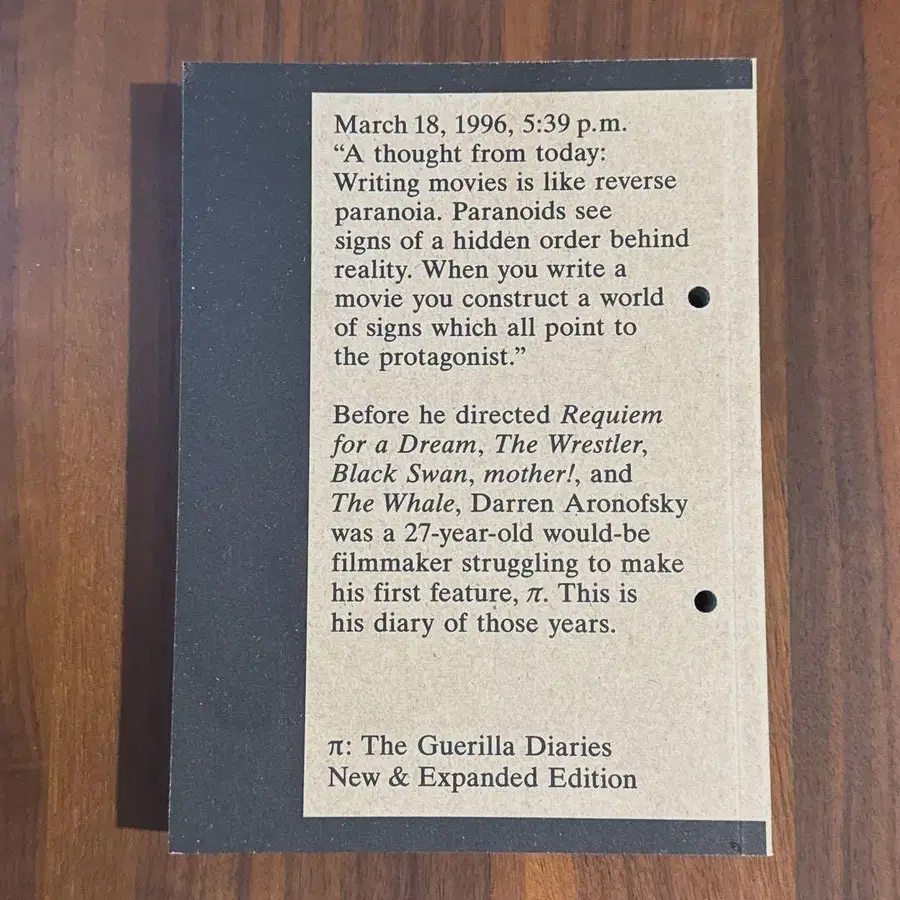 March 18, 1996, 5:39 p.m.
“A thought from today:
Writing movies is like reverse
paranoia. Paranoids see
signs of a hidden order behind
reality. When you write a
movie you construct a world
of signs which all point to
the protagonist.”
Before he directed Requiem
for a Dream, The Wrestler,
Black Swan, mother!, and
The Whale, Darren Aronofsky
was a 27-year-old would-be
filmmaker struggling to make
his first feature, π. This is
his diary of those years.
π: The Guerilla Diaries
New & Expanded Edition